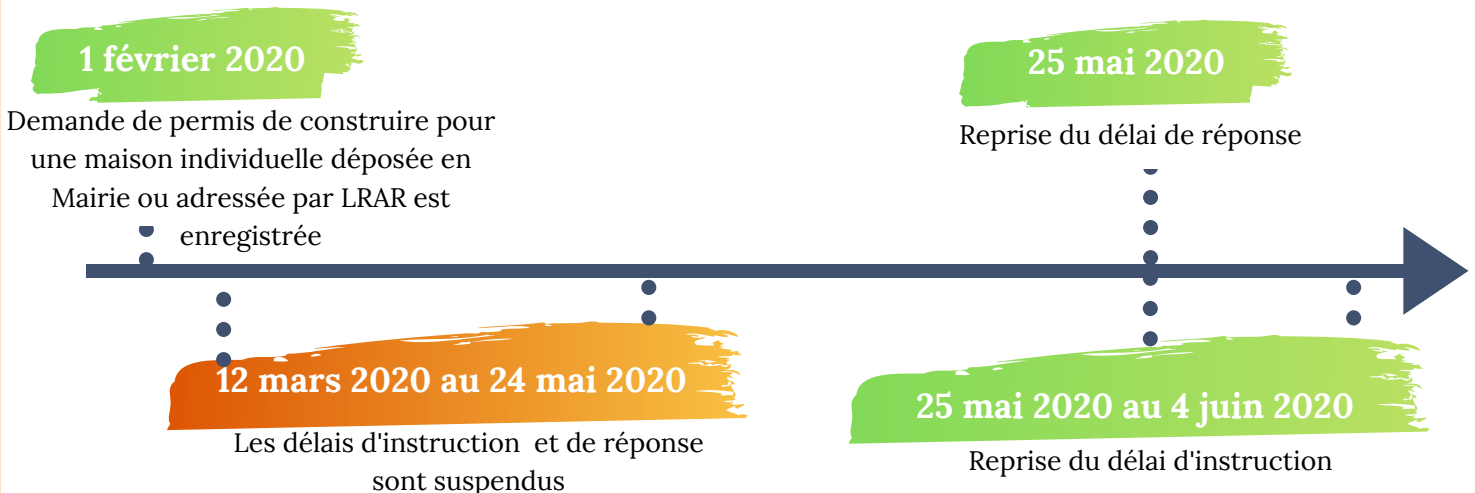 1 février 2020
Demande de permis de construire pour
une maison individuelle déposée en
Mairie ou adressée par LRAR est
enregistrée
25 mai 2020
Reprise du délai de réponse
12 mars 2020 au 24 mai 2020
Les délais d'instruction et de réponse
sont suspendus
25 mai 2020 au 4 juin 2020
Reprise du délai d'instruction